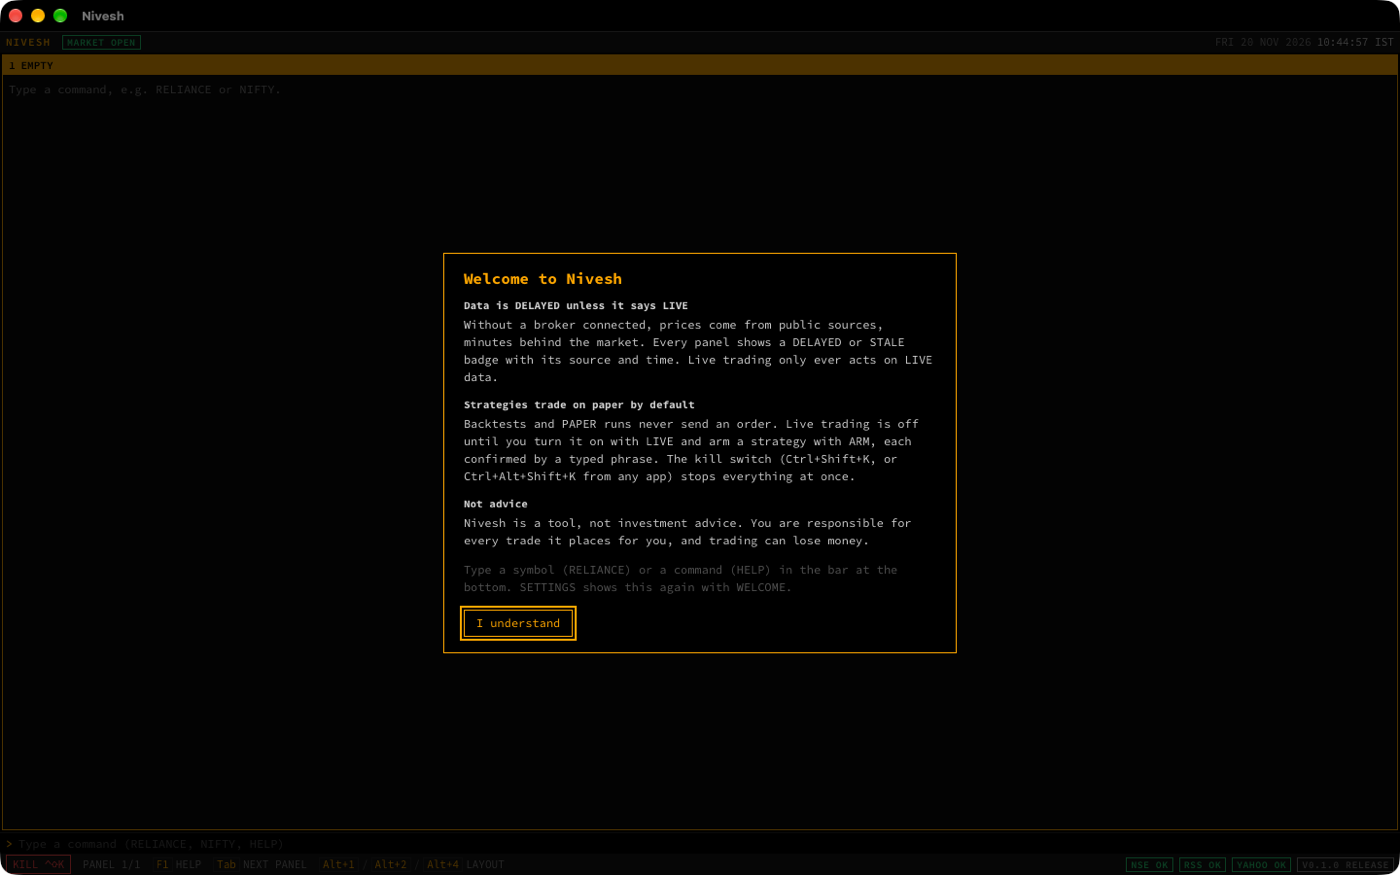 Nivesh
NIVESH MARKET OPEN FRI 20 NOV 2026 10:44:57 IST
1 EMPTY
Type a command, e.g. RELIANCE or NIFTY.
Welcome to Nivesh
Data is DELAYED unless it says LIVE
Without a broker connected, prices come from public sources,
minutes behind the market. Every panel shows a DELAYED or STALE
badge with its source and time. Live trading only ever acts on LIVE
data.
Strategies trade on paper by default
Backtests and PAPER runs never send an order. Live trading is off
until you turn it on with LIVE and arm a strategy with ARM, each
confirmed by a typed phrase. The kill switch (Ctrl+Shift+K, or
Ctrl+Alt+Shift+K from any app) stops everything at once.
Not advice
Nivesh is a tool, not investment advice. You are responsible for
every trade it places for you, and trading can lose money.
Type a symbol (RELIANCE) or a command (HELP) in the bar at the
bottom. SETTINGS shows this again with WELCOME.
I understand
> Type a command (RELIANCE, NIFTY, HELP)
KILL ^⇧K PANEL 1/1 F1 HELP Tab NEXT PANEL Alt+1 / Alt+2 / Alt+4 LAYOUT NSE OK RSS OK YAHOO OK V0.1.0 RELEASE